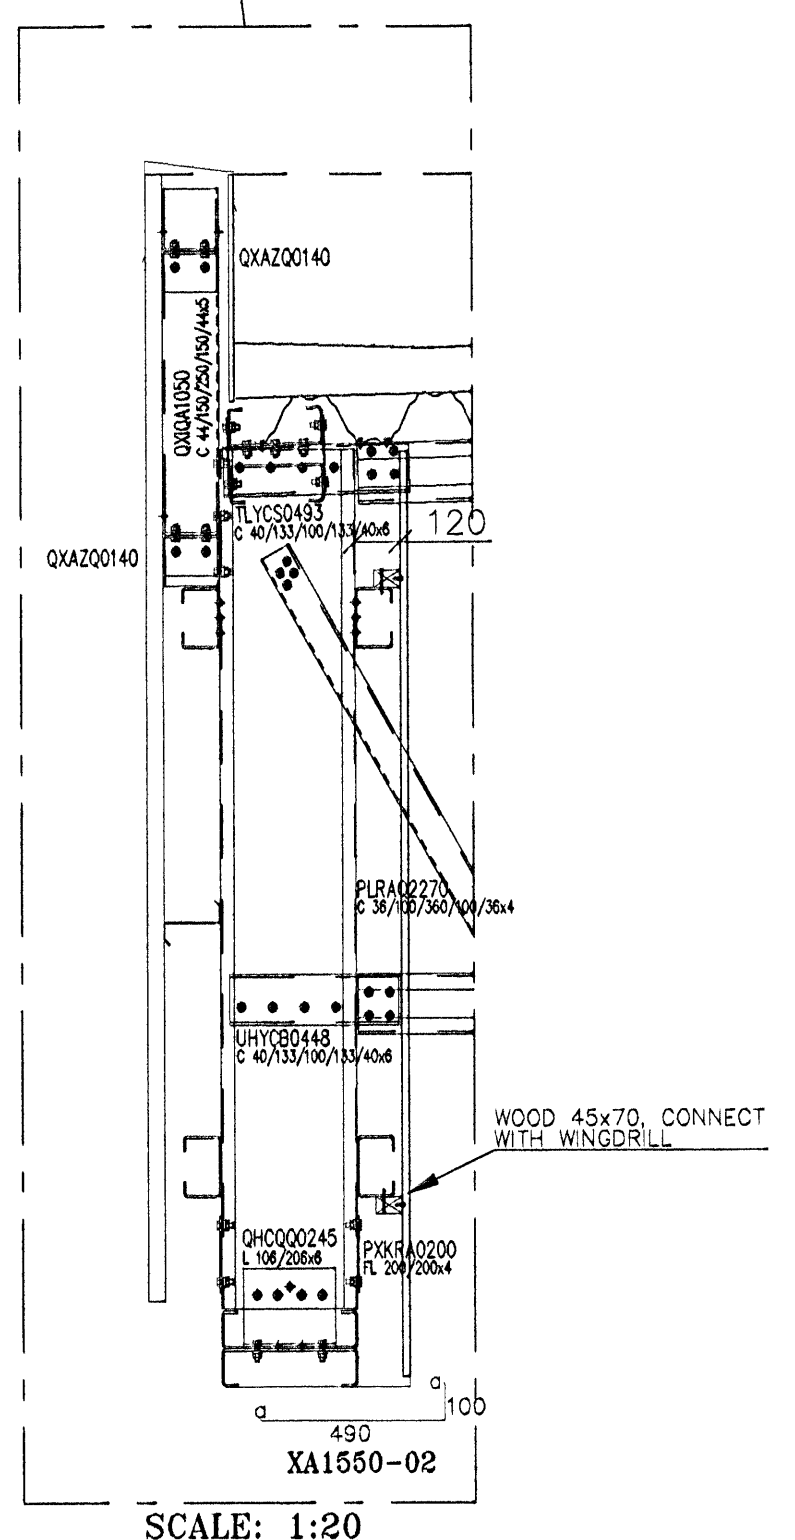 QXAZQ0140
QXIQA1050
C 44/150/250/150/44x5
TLYCS0493
C 40/133/100/133/40x6
120
QXAZQ0140
PLRA02270
C 36/100/360/100/36x4
UHYCB0448
C 40/133/100/133/40x6
WOOD 45x70, CONNECT
WITH WINGDRILL
QHCQQ0245
L 106/206x6
PXKRA0200
FL 200/200x4
a
a
100
490
XA1550-02
SCALE: 1:20